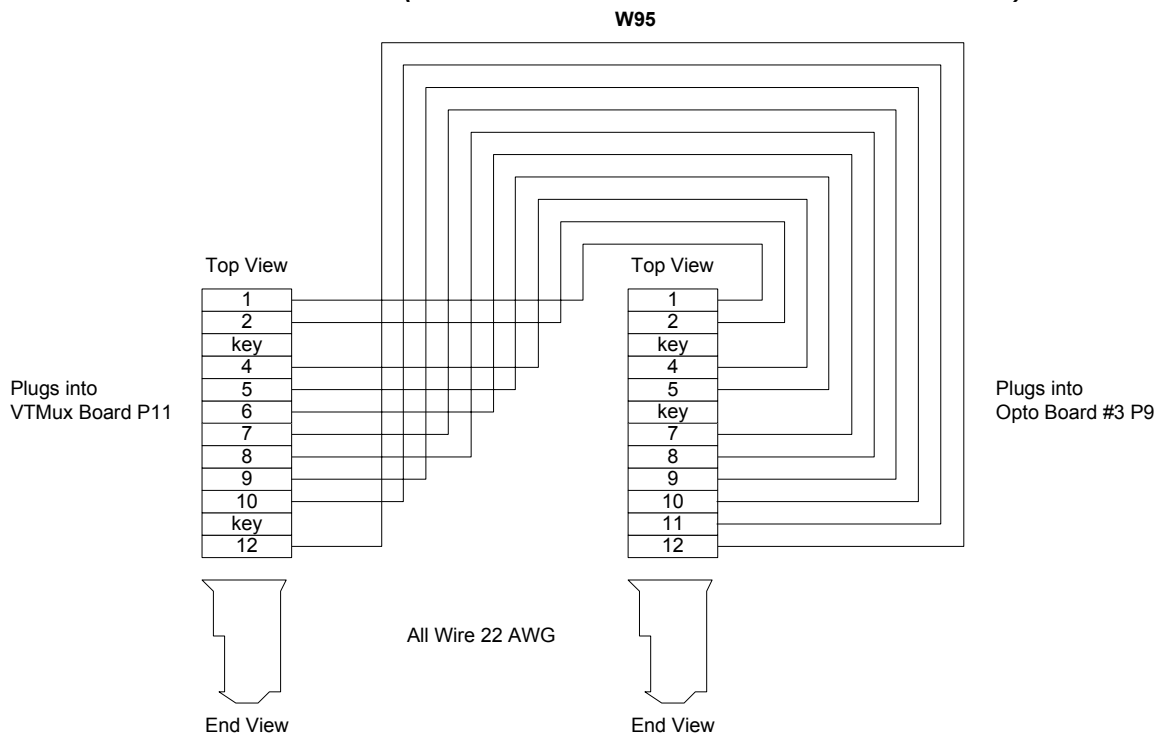 W95
Top View
1
2
key
4
5
6
7
8
9
10
key
12
Top View
1
2
key
4
5
key
7
8
9
10
11
12
Plugs into
VTMux Board P11
Plugs into
Opto Board #3 P9
All Wire 22 AWG
End View
End View